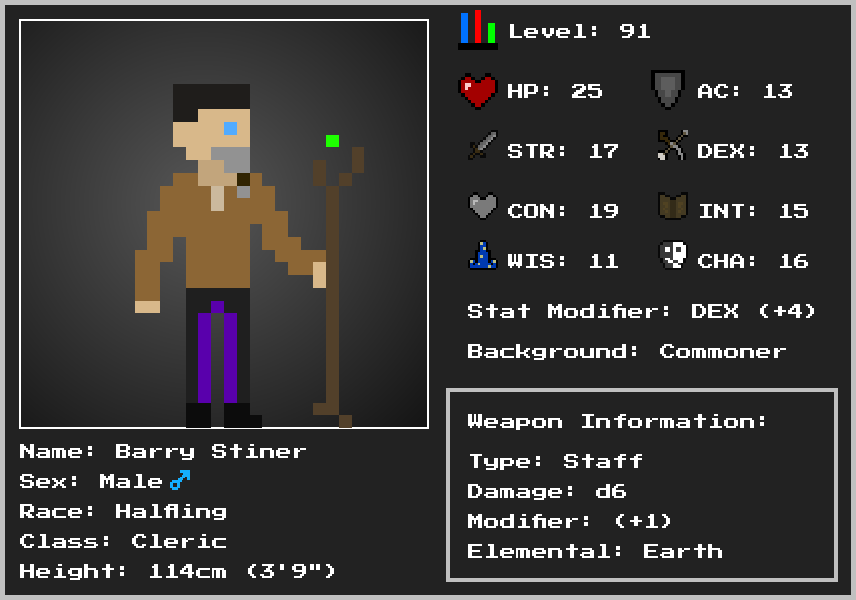 Level: 91
HP: 25
AC: 13
STR: 17
DEX: 13
CON: 19
INT: 15
WIS: 11
CHA: 16
Stat Modifier: DEX (+4)
Background: Commoner
Weapon Information:
Type: Staff
Damage: d6
Modifier: (+1)
Elemental: Earth
Name: Barry Stiner
Sex: Male ♂
Race: Halfling
Class: Cleric
Height: 114cm (3'9")